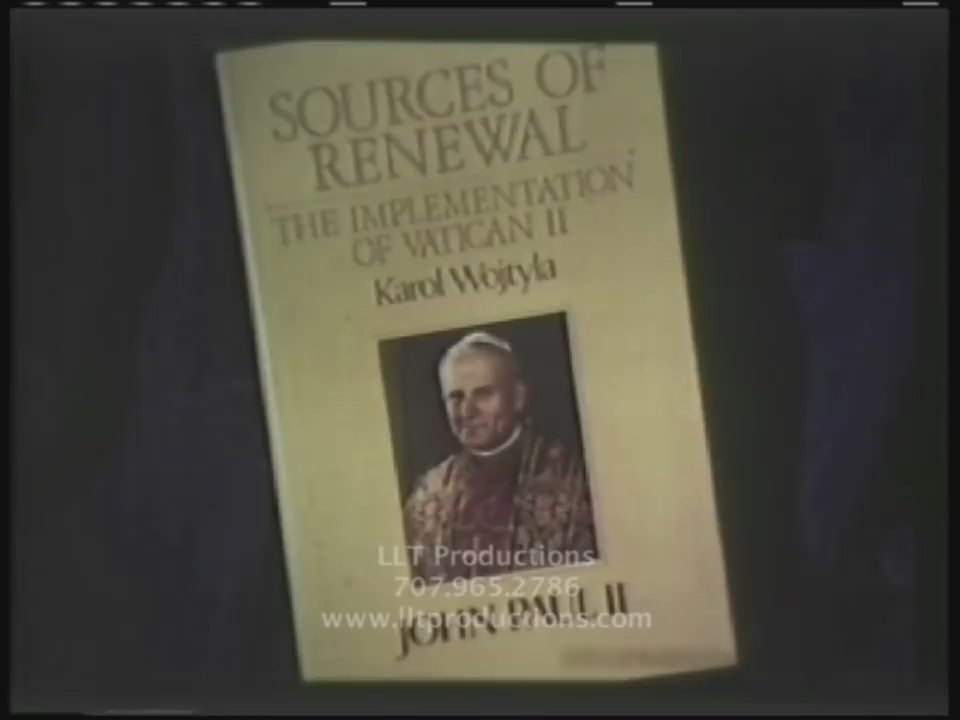 SOURCES OF
RENEWAL
THE IMPLEMENTATION
OF VATICAN II
Karol Wojtyla
LLT Productions
707.965.2786
www.lltproductions.com
JOHN PAUL II